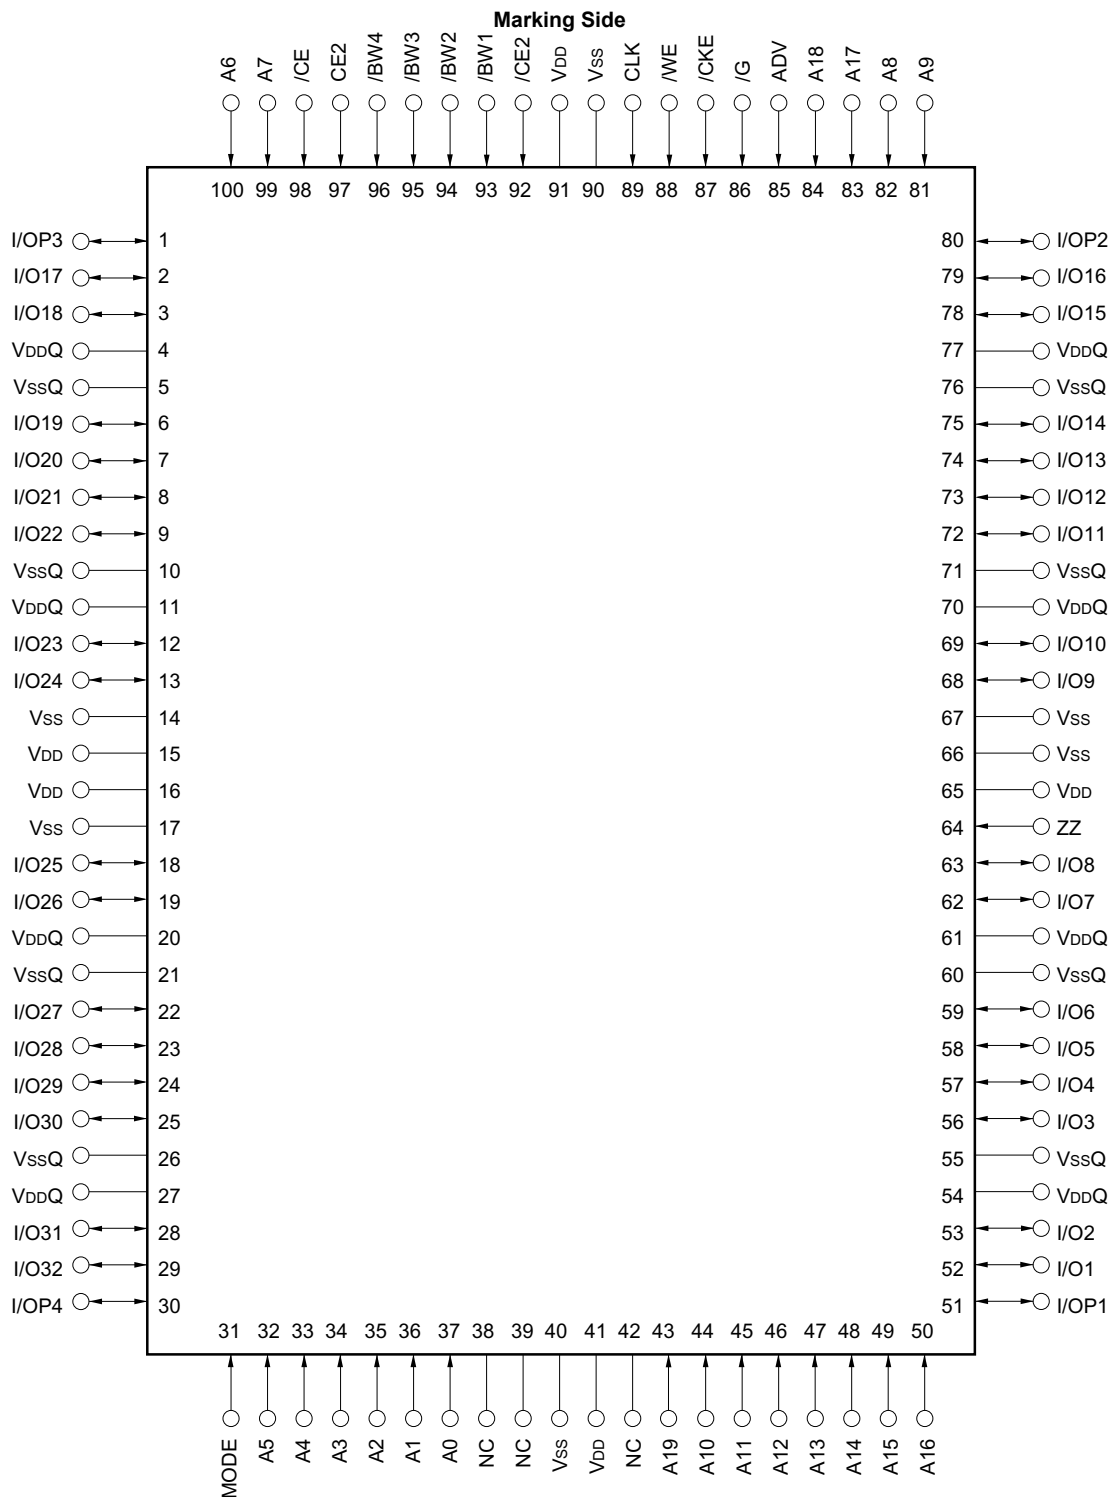 Marking Side
A6 A7 /CE CE2 /BW4 /BW3 /BW2 /BW1 /CE2 VDD VSS CLK /WE /CKE /G ADV A18 A17 A8 A9
100 99 98 97 96 95 94 93 92 91 90 89 88 87 86 85 84 83 82 81
I/OP3 1 80 I/OP2
I/O17 2 79 I/O16
I/O18 3 78 I/O15
VDDQ 4 77 VDDQ
VSSQ 5 76 VSSQ
I/O19 6 75 I/O14
I/O20 7 74 I/O13
I/O21 8 73 I/O12
I/O22 9 72 I/O11
VSSQ 10 71 VSSQ
VDDQ 11 70 VDDQ
I/O23 12 69 I/O10
I/O24 13 68 I/O9
VSS 14 67 VSS
VDD 15 66 VSS
VDD 16 65 VDD
VSS 17 64 ZZ
I/O25 18 63 I/O8
I/O26 19 62 I/O7
VDDQ 20 61 VDDQ
VSSQ 21 60 VSSQ
I/O27 22 59 I/O6
I/O28 23 58 I/O5
I/O29 24 57 I/O4
I/O30 25 56 I/O3
VSSQ 26 55 VSSQ
VDDQ 27 54 VDDQ
I/O31 28 53 I/O2
I/O32 29 52 I/O1
I/OP4 30 51 I/OP1
31 32 33 34 35 36 37 38 39 40 41 42 43 44 45 46 47 48 49 50
MODE A5 A4 A3 A2 A1 A0 NC NC VSS VDD NC A19 A10 A11 A12 A13 A14 A15 A16